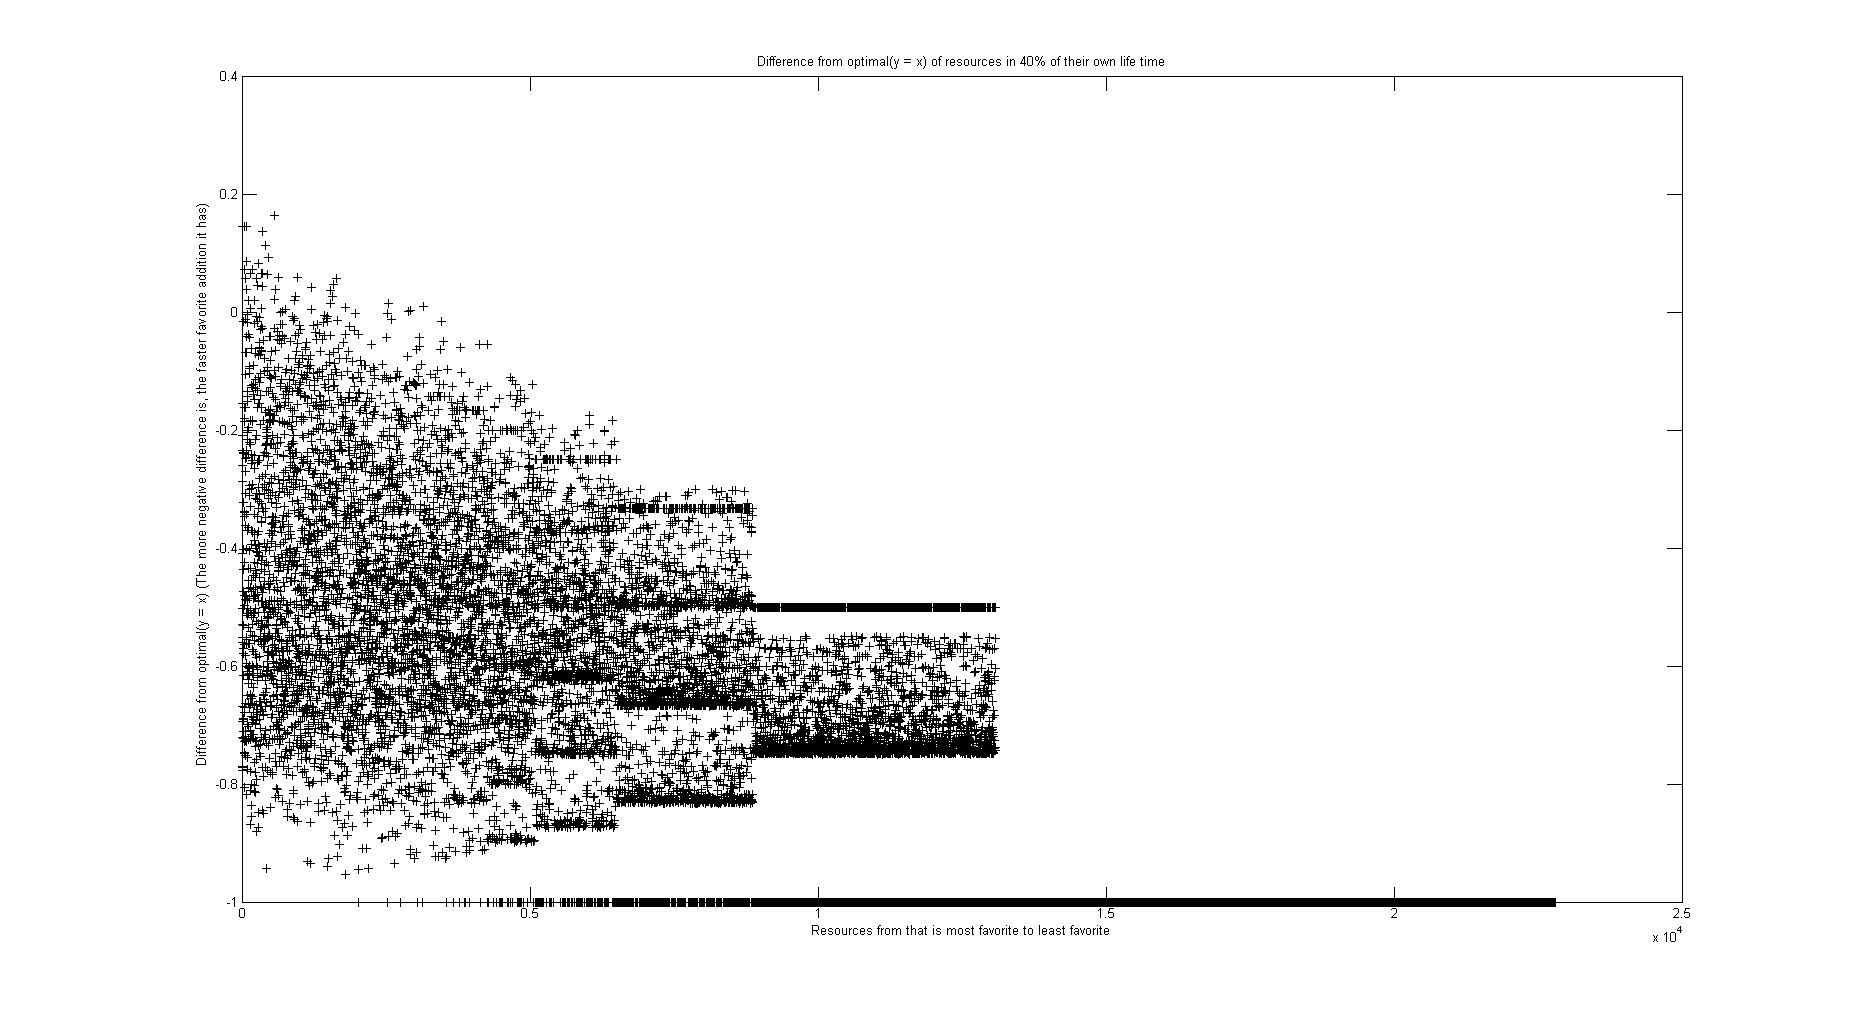 Difference from optimal(y = x) of resources in 40% of their own life time
Difference from optimal(y = x) (The more negative difference is, the faster favorite addition it has)
0.4
0.2
0
-0.2
-0.4
-0.6
-0.8
-1
0 0.5 1 1.5 2 2.5
x 10^4
Resources from that is most favorite to least favorite